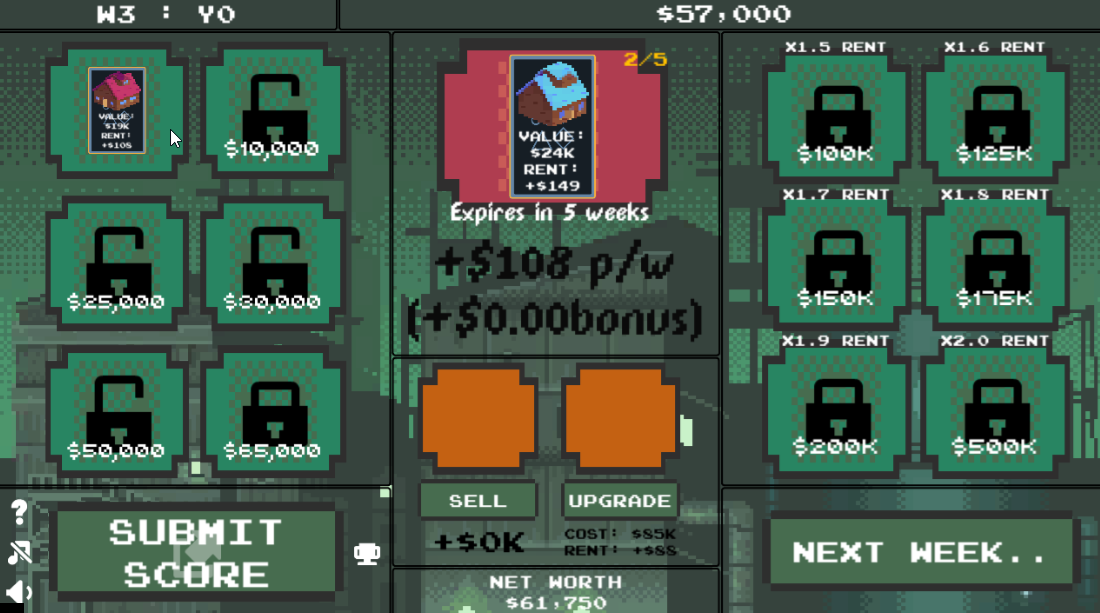 W3 : Y0
$57,000
VALUE:
$19K
RENT:
+$108
$10,000
$25,000
$30,000
$50,000
$65,000
2/5
VALUE:
$24K
RENT:
+$149
Expires in 5 weeks
+$108 p/w
(+$0.00bonus)
SELL
+$0K
UPGRADE
COST: $85K
RENT: +$88
NET WORTH
$61,750
X1.5 RENT
$100K
X1.6 RENT
$125K
X1.7 RENT
$150K
X1.8 RENT
$175K
X1.9 RENT
$200K
X2.0 RENT
$500K
?
SUBMIT
SCORE
NEXT WEEK..